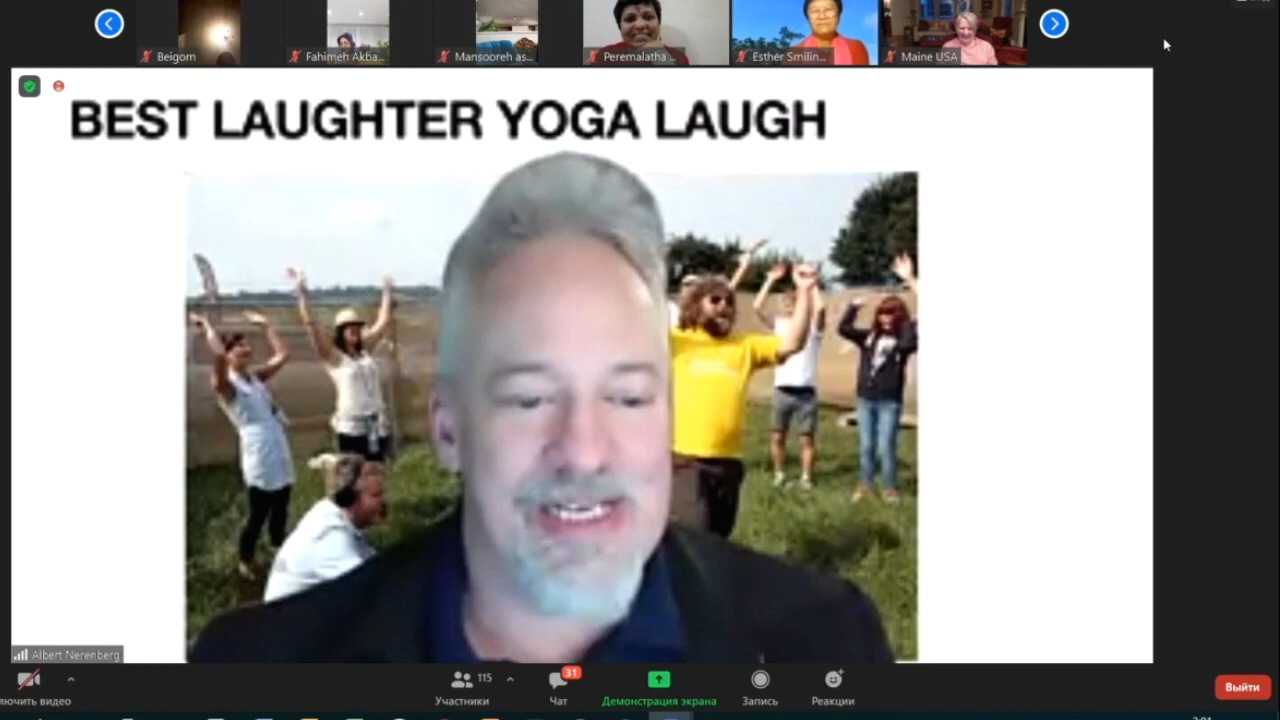 Beigom
Fahimeh Akba...
Mansooreh as...
Peremalatha ...
Esther Smilin...
Maine USA
BEST LAUGHTER YOGA LAUGH
Albert Nerenberg
лючить видео
Участники
115
Чат
31
Демонстрация экрана
Запись
Реакции
Выйти